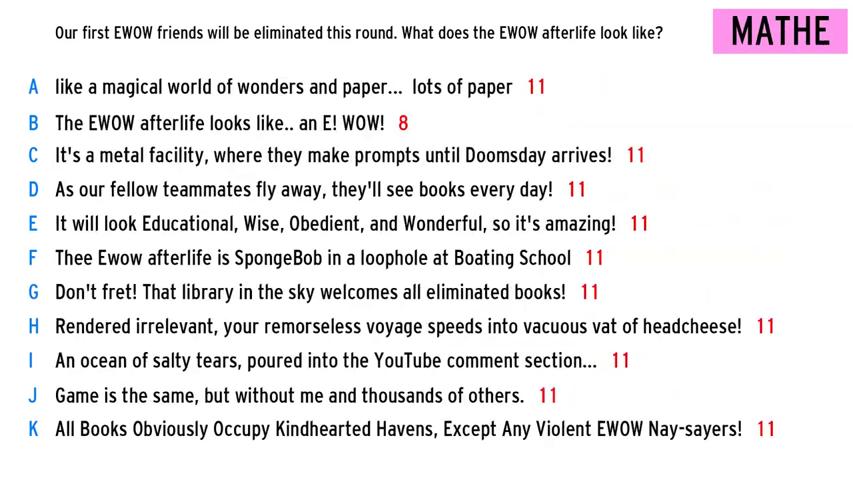 Our first EWOW friends will be eliminated this round. What does the EWOW afterlife look like?
MATHE
A like a magical world of wonders and paper... lots of paper 11
B The EWOW afterlife looks like.. an E! WOW! 8
C It's a metal facility, where they make prompts until Doomsday arrives! 11
D As our fellow teammates fly away, they'll see books every day! 11
E It will look Educational, Wise, Obedient, and Wonderful, so it's amazing! 11
F Thee Ewow afterlife is SpongeBob in a loophole at Boating School 11
G Don't fret! That library in the sky welcomes all eliminated books! 11
H Rendered irrelevant, your remorseless voyage speeds into vacuous vat of headcheese! 11
I An ocean of salty tears, poured into the YouTube comment section... 11
J Game is the same, but without me and thousands of others. 11
K All Books Obviously Occupy Kindhearted Havens, Except Any Violent EWOW Nay-sayers! 11